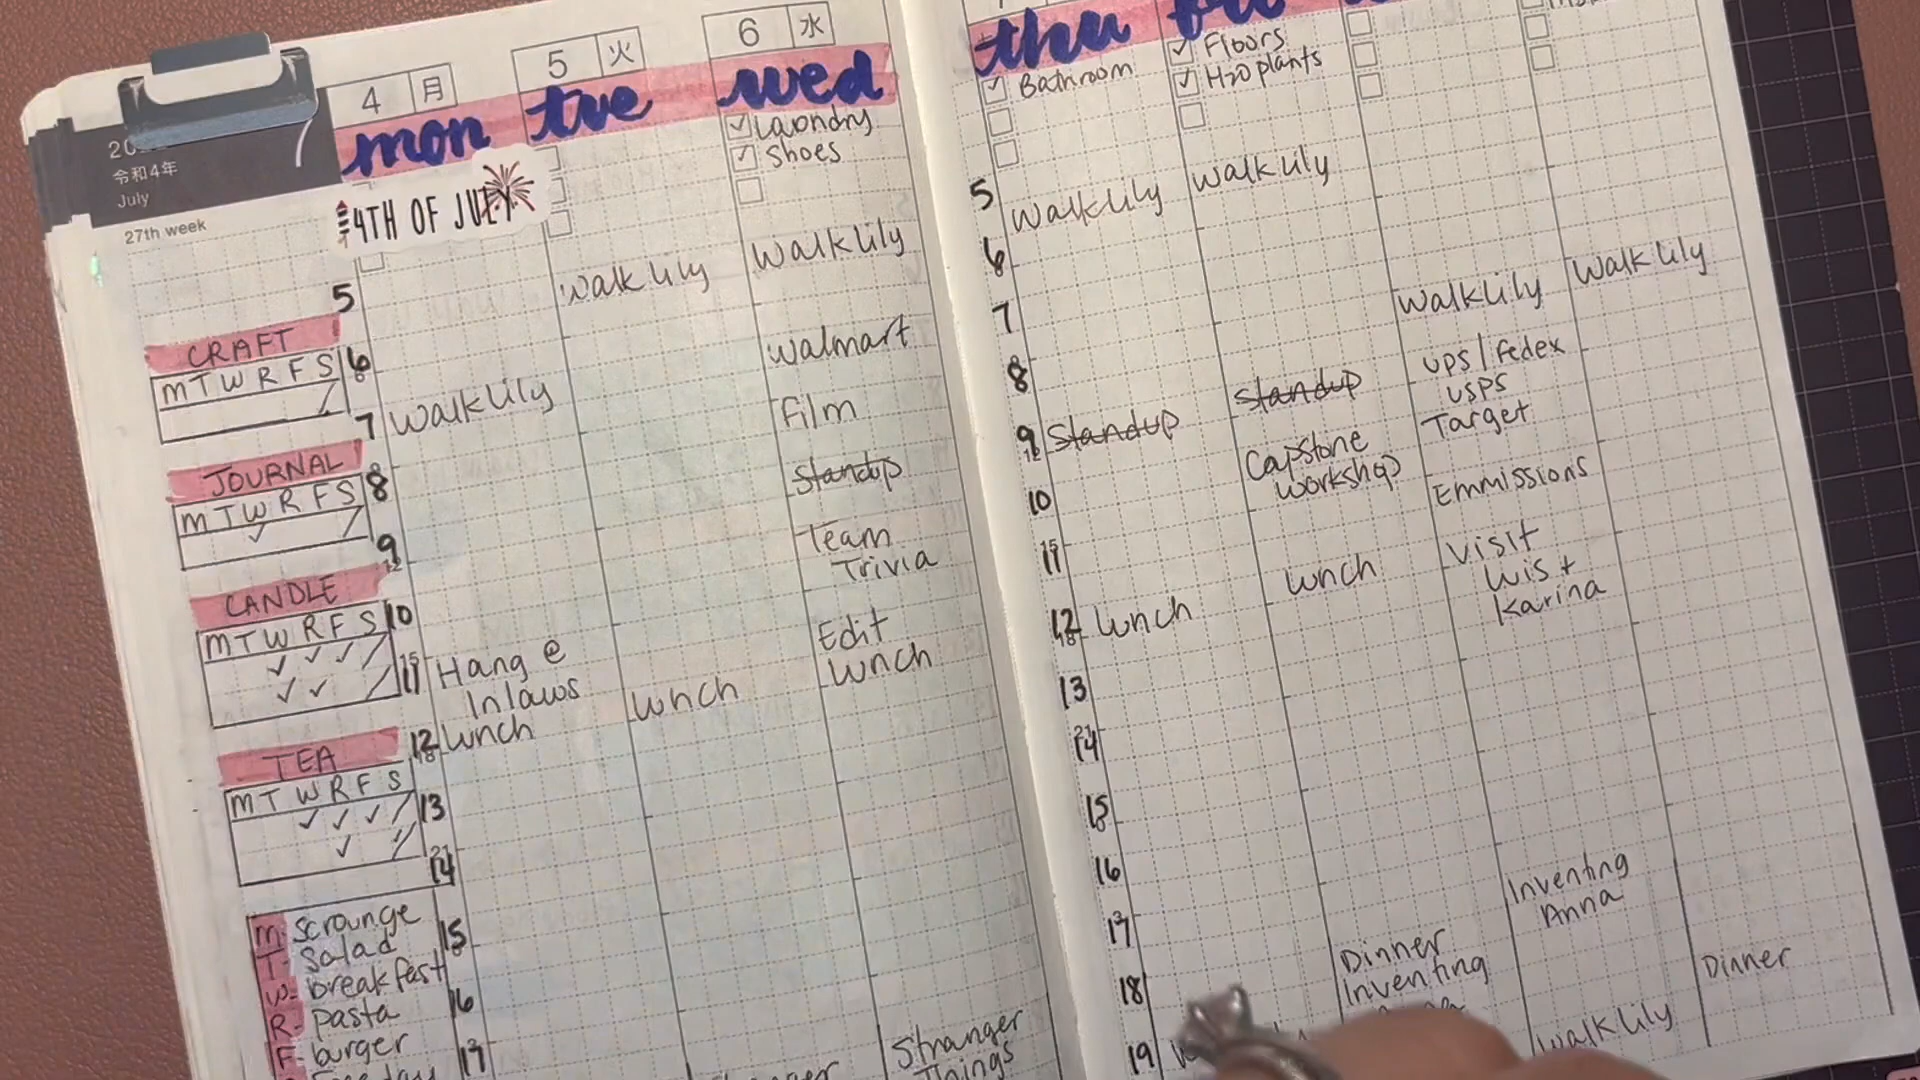 4 月
5 火
6 水
mon
tue
wed
thu
令和4年
July
7
27th week
4TH OF JULY
Laundry
Shoes
Bathroom
Floors
H2O plants
CRAFT
M T W R F S
JOURNAL
M T W R F S
CANDLE
M T W R F S
TEA
M T W R F S
M- Scrounge
T- Salad
W- breakfest
R- pasta
F- burger
5
6
7
8
9
10
11
12
13
14
15
16
17
Walk Lily
Hang @
Inlaws
Lunch
Walk Lily
Lunch
Walk Lily
Walmart
Film
Standup
Team
Trivia
Edit
Lunch
Stranger
Things
5
6
7
8
9
10
11
12
13
14
15
16
17
18
19
Walk Lily
Standup
Lunch
Walk Lily
Standup
Capstone
Workshop
Lunch
Dinner
Inventing
Walk Lily
UPS / Fedex
USPS
Target
Emmissions
Visit
Luis +
Karina
Inventing
Anna
Walk Lily
Walk Lily
Dinner